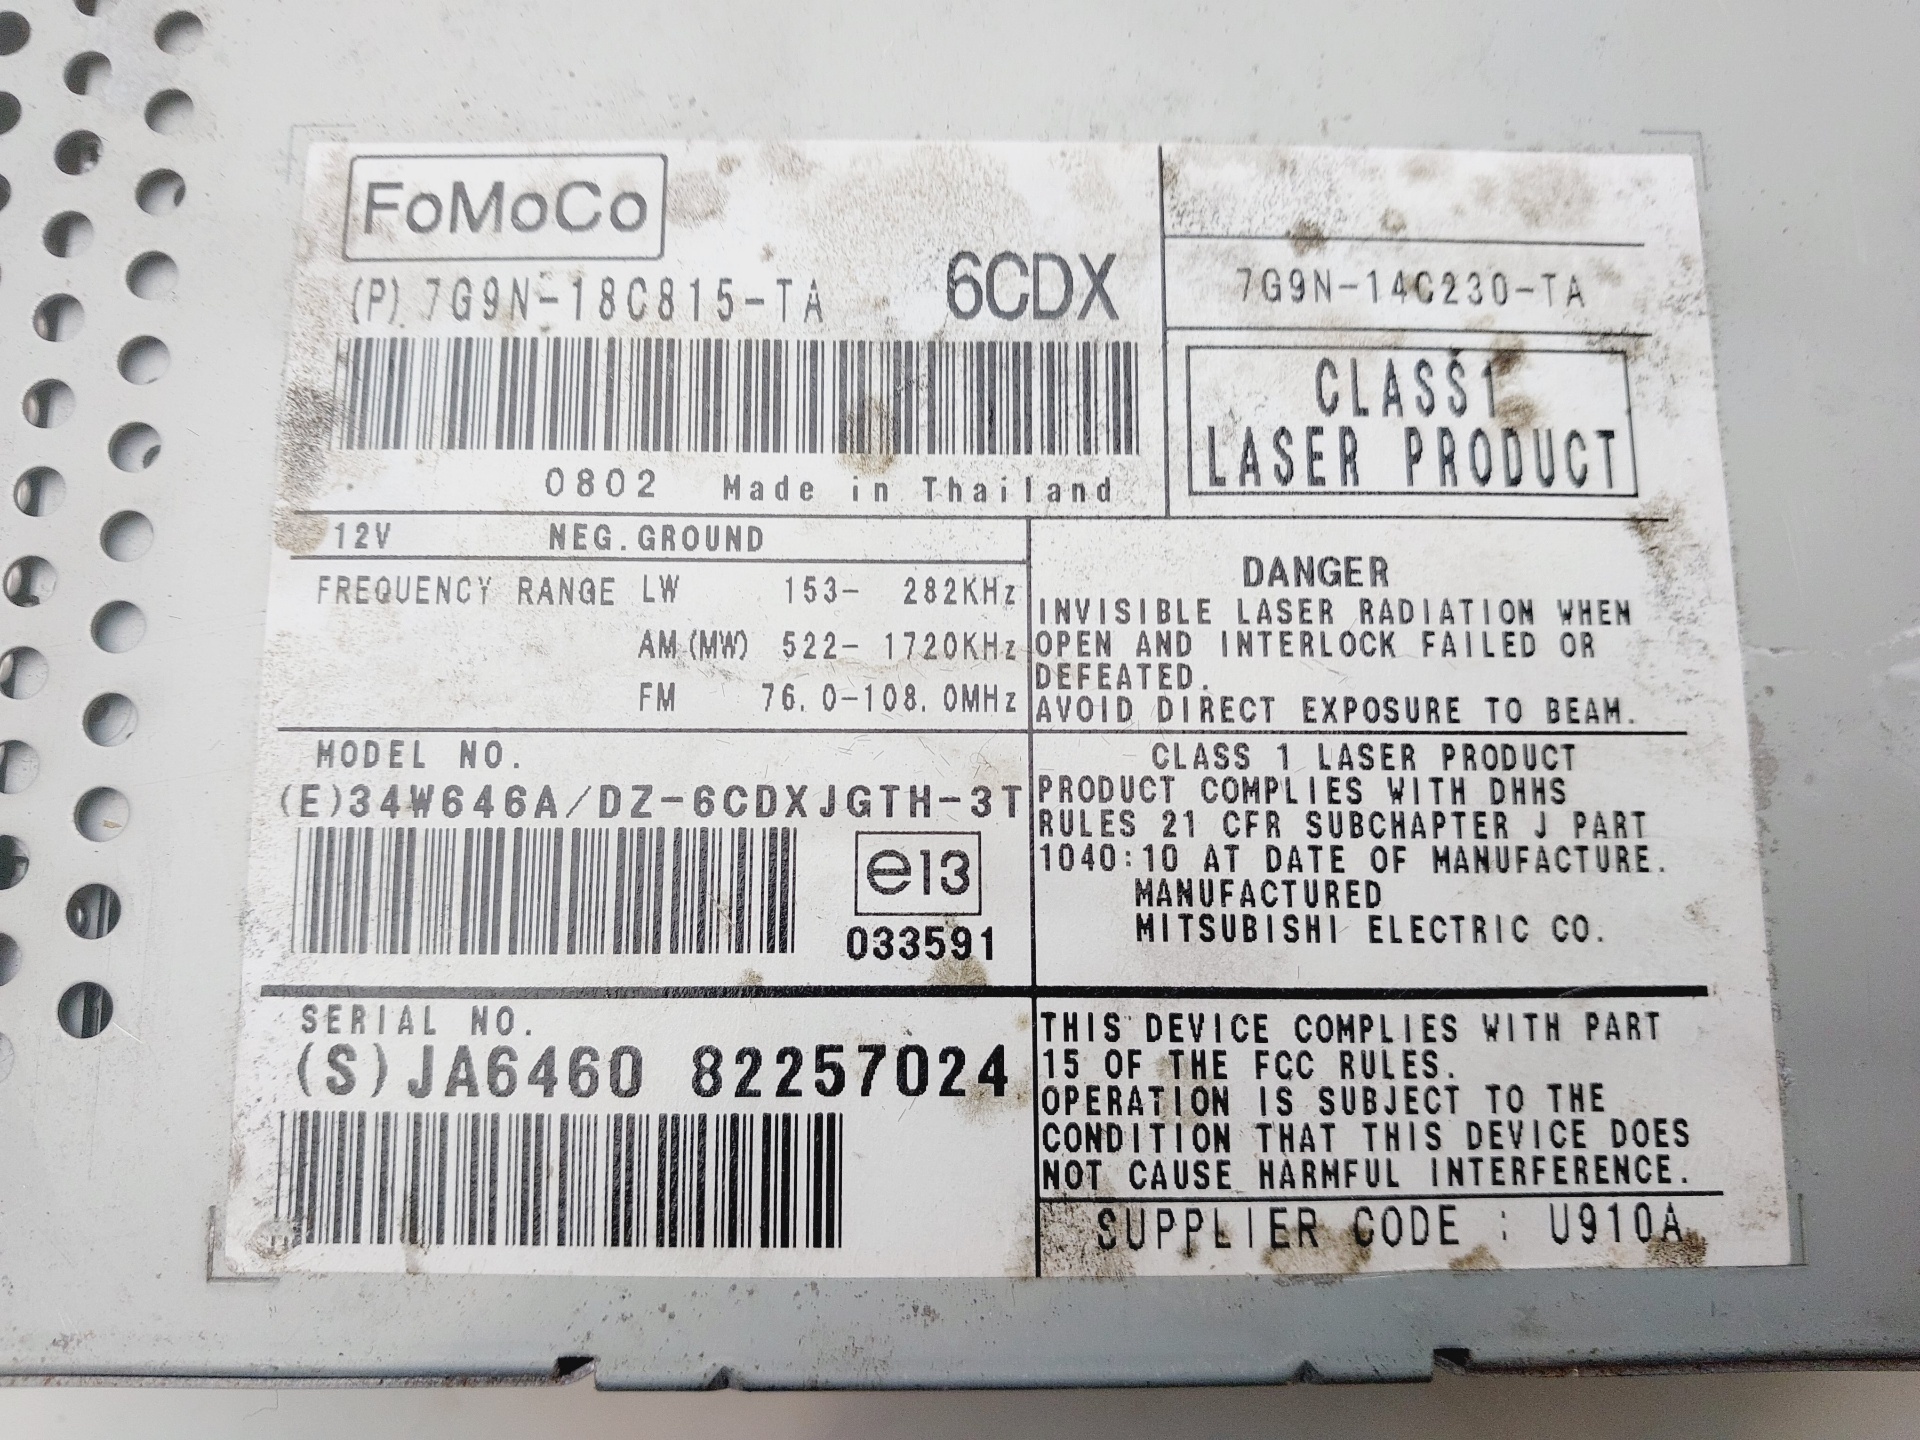 FoMoCo
(P) 7G9N-18C815-TA 6CDX
0802 Made in Thailand
7G9N-14C230-TA
CLASS1
LASER PRODUCT
12V NEG.GROUND
FREQUENCY RANGE LW 153- 282KHz
AM(MW) 522- 1720KHz
FM 76.0-108.0MHz
DANGER
INVISIBLE LASER RADIATION WHEN
OPEN AND INTERLOCK FAILED OR
DEFEATED.
AVOID DIRECT EXPOSURE TO BEAM.
MODEL NO.
(E)34W646A/DZ-6CDXJGTH-3T
e13
033591
CLASS 1 LASER PRODUCT
PRODUCT COMPLIES WITH DHHS
RULES 21 CFR SUBCHAPTER J PART
1040:10 AT DATE OF MANUFACTURE.
MANUFACTURED
MITSUBISHI ELECTRIC CO.
SERIAL NO.
(S)JA6460 82257024
THIS DEVICE COMPLIES WITH PART
15 OF THE FCC RULES.
OPERATION IS SUBJECT TO THE
CONDITION THAT THIS DEVICE DOES
NOT CAUSE HARMFUL INTERFERENCE.
SUPPLIER CODE : U910A